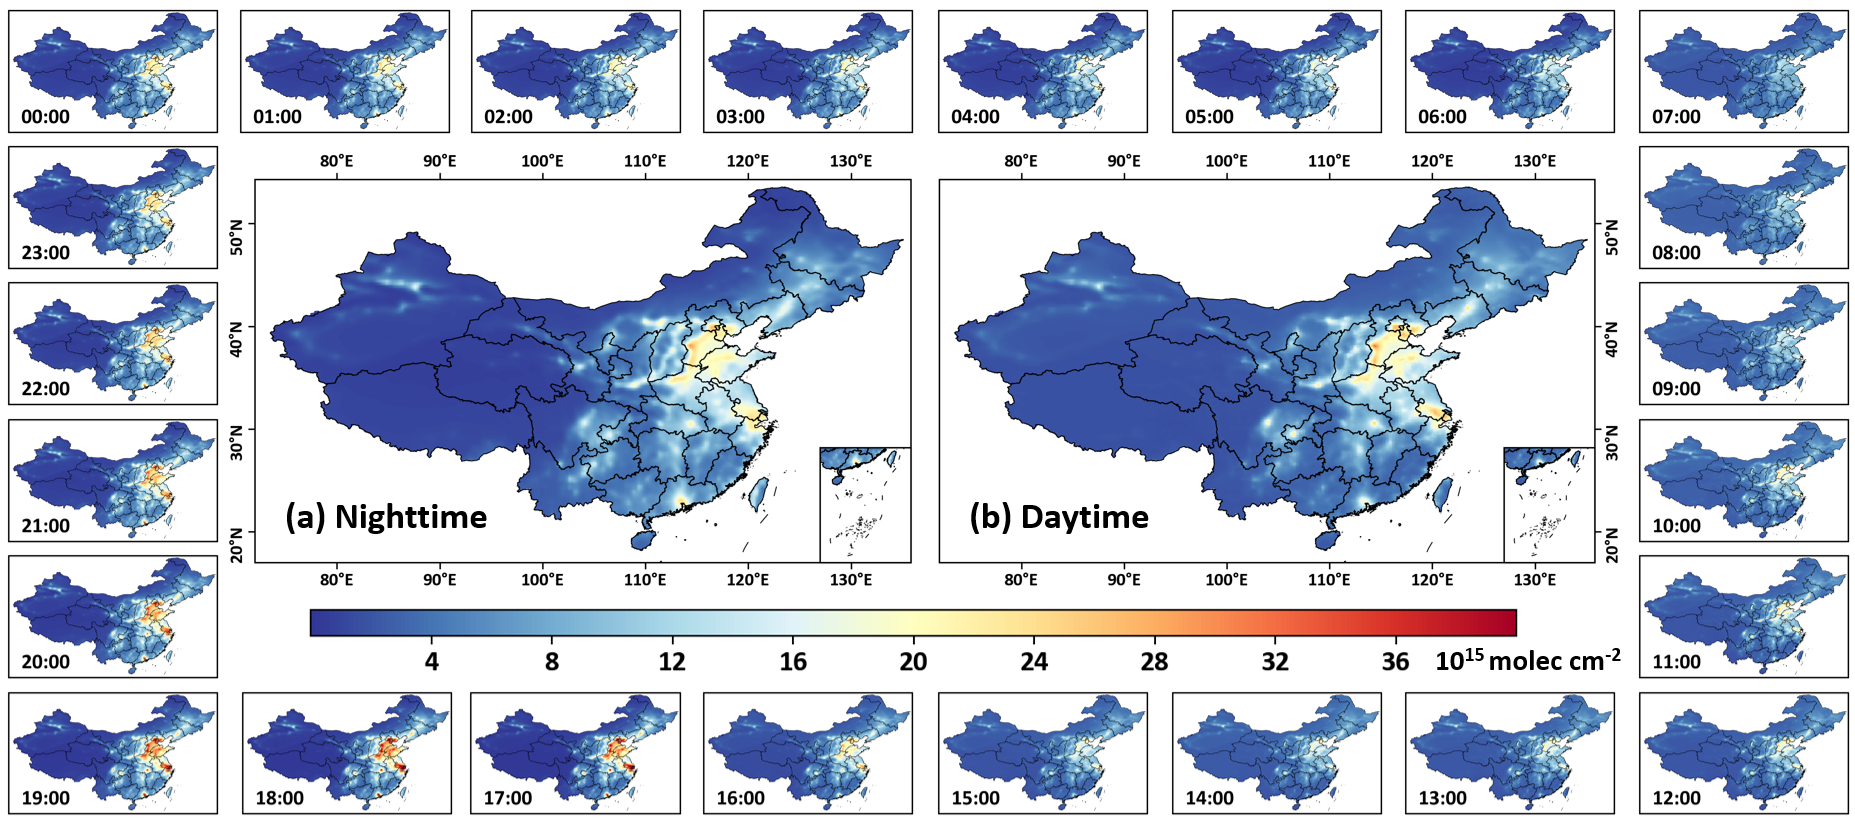 00:00
01:00
02:00
03:00
04:00
05:00
06:00
07:00
80°E 90°E 100°E 110°E 120°E 130°E
80°E 90°E 100°E 110°E 120°E 130°E
23:00
22:00
21:00
20:00
50°N
40°N
30°N
20°N
(a) Nighttime
(b) Daytime
50°N
40°N
30°N
20°N
08:00
09:00
10:00
11:00
80°E 90°E 100°E 110°E 120°E 130°E
80°E 90°E 100°E 110°E 120°E 130°E
4 8 12 16 20 24 28 32 36 10¹⁵ molec cm⁻²
19:00
18:00
17:00
16:00
15:00
14:00
13:00
12:00